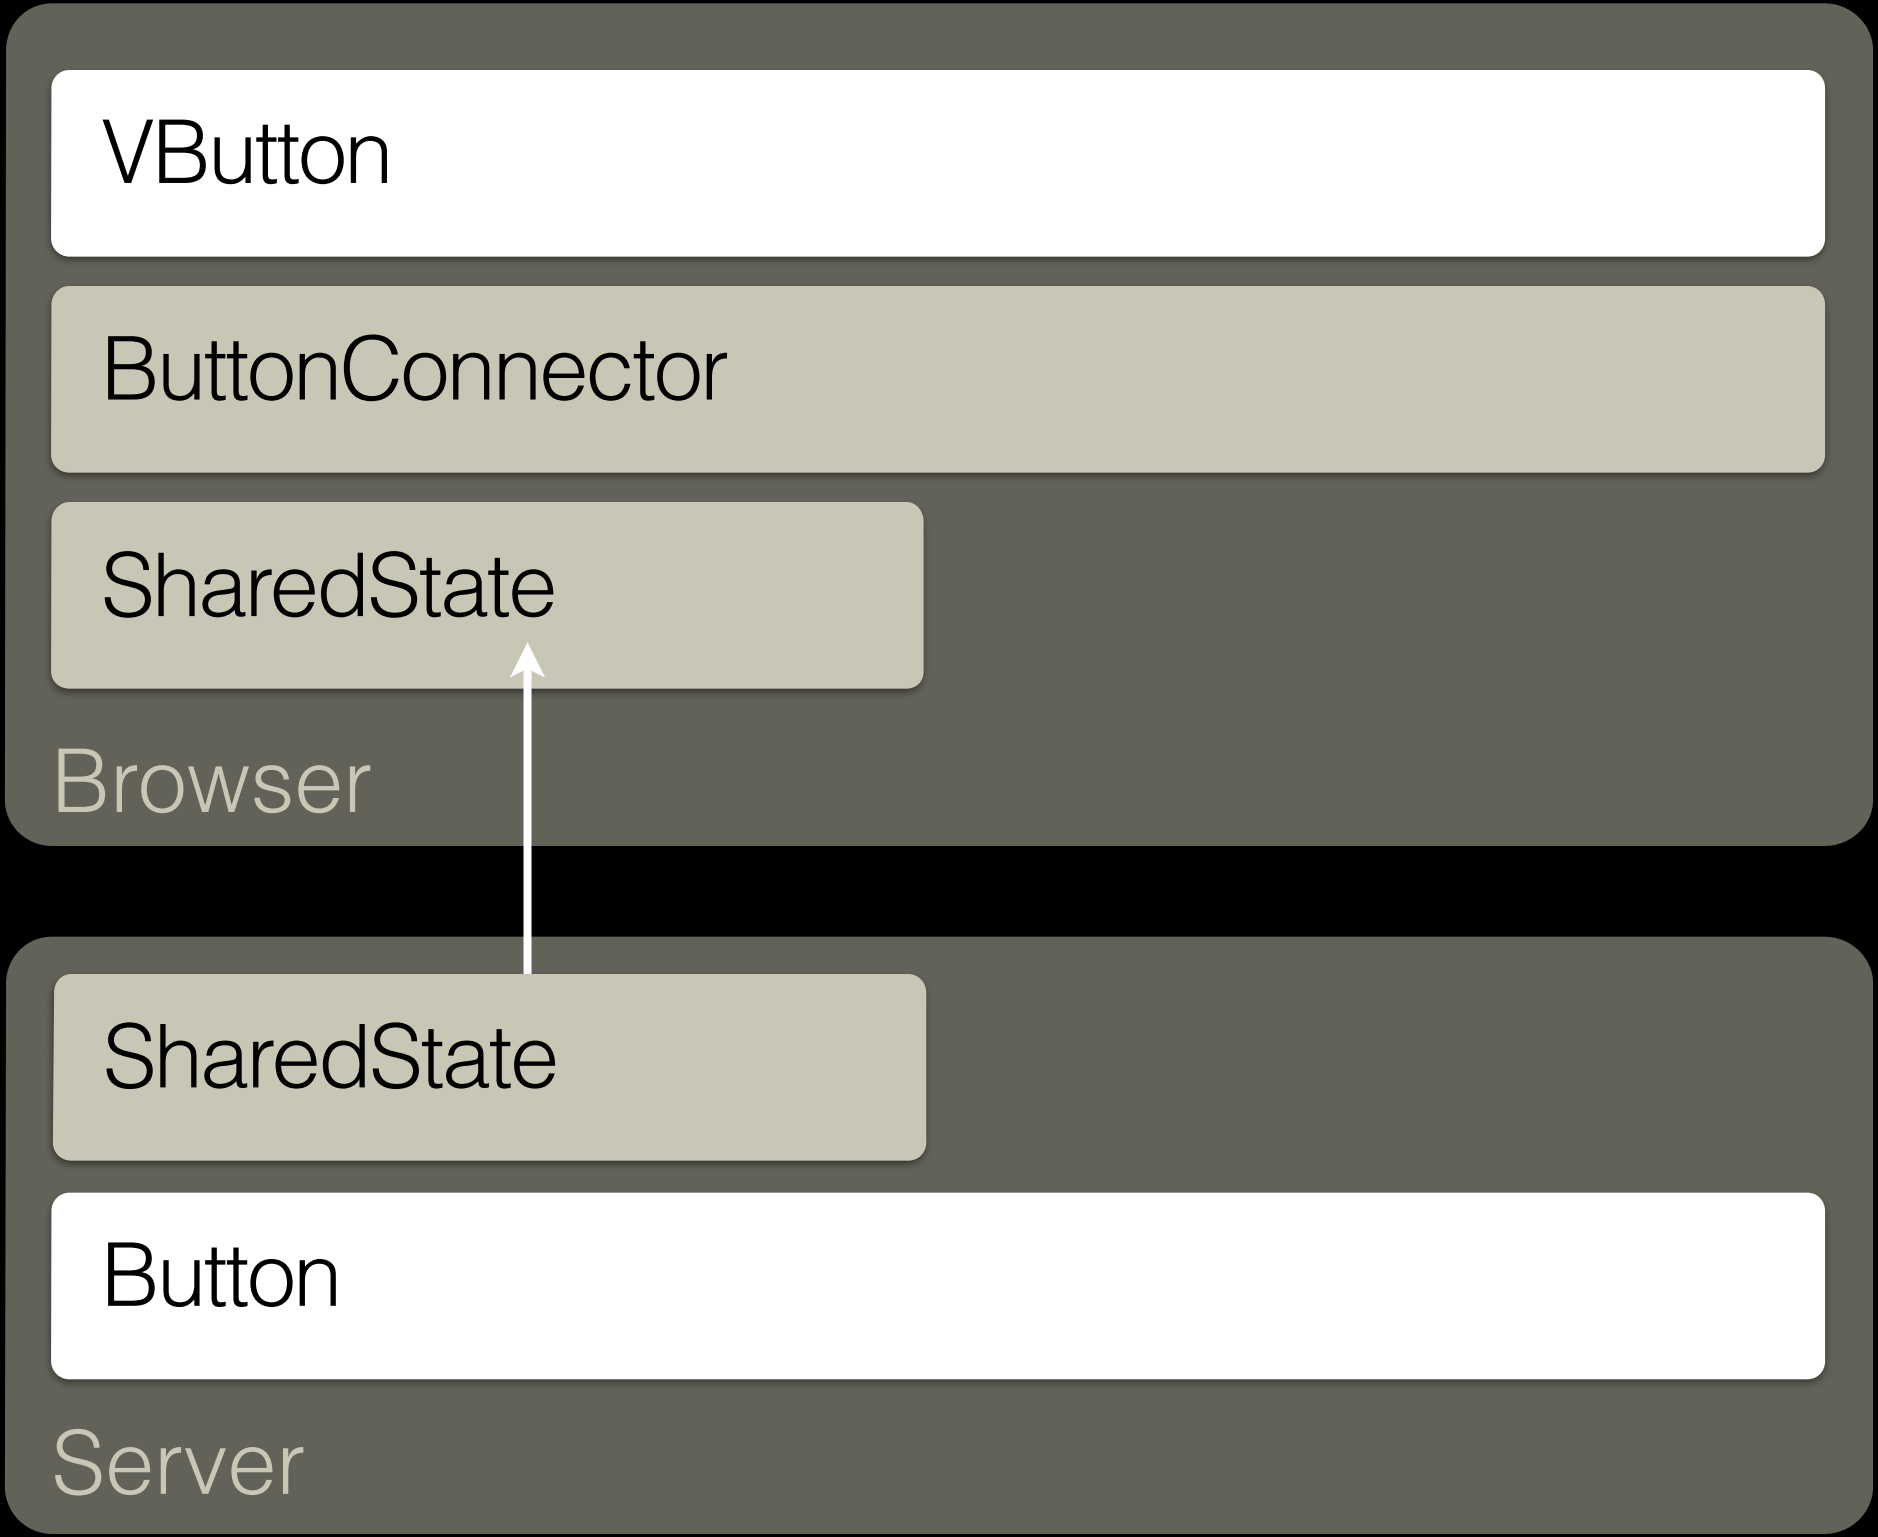 VButton
ButtonConnector
SharedState
Browser
SharedState
Button
Server